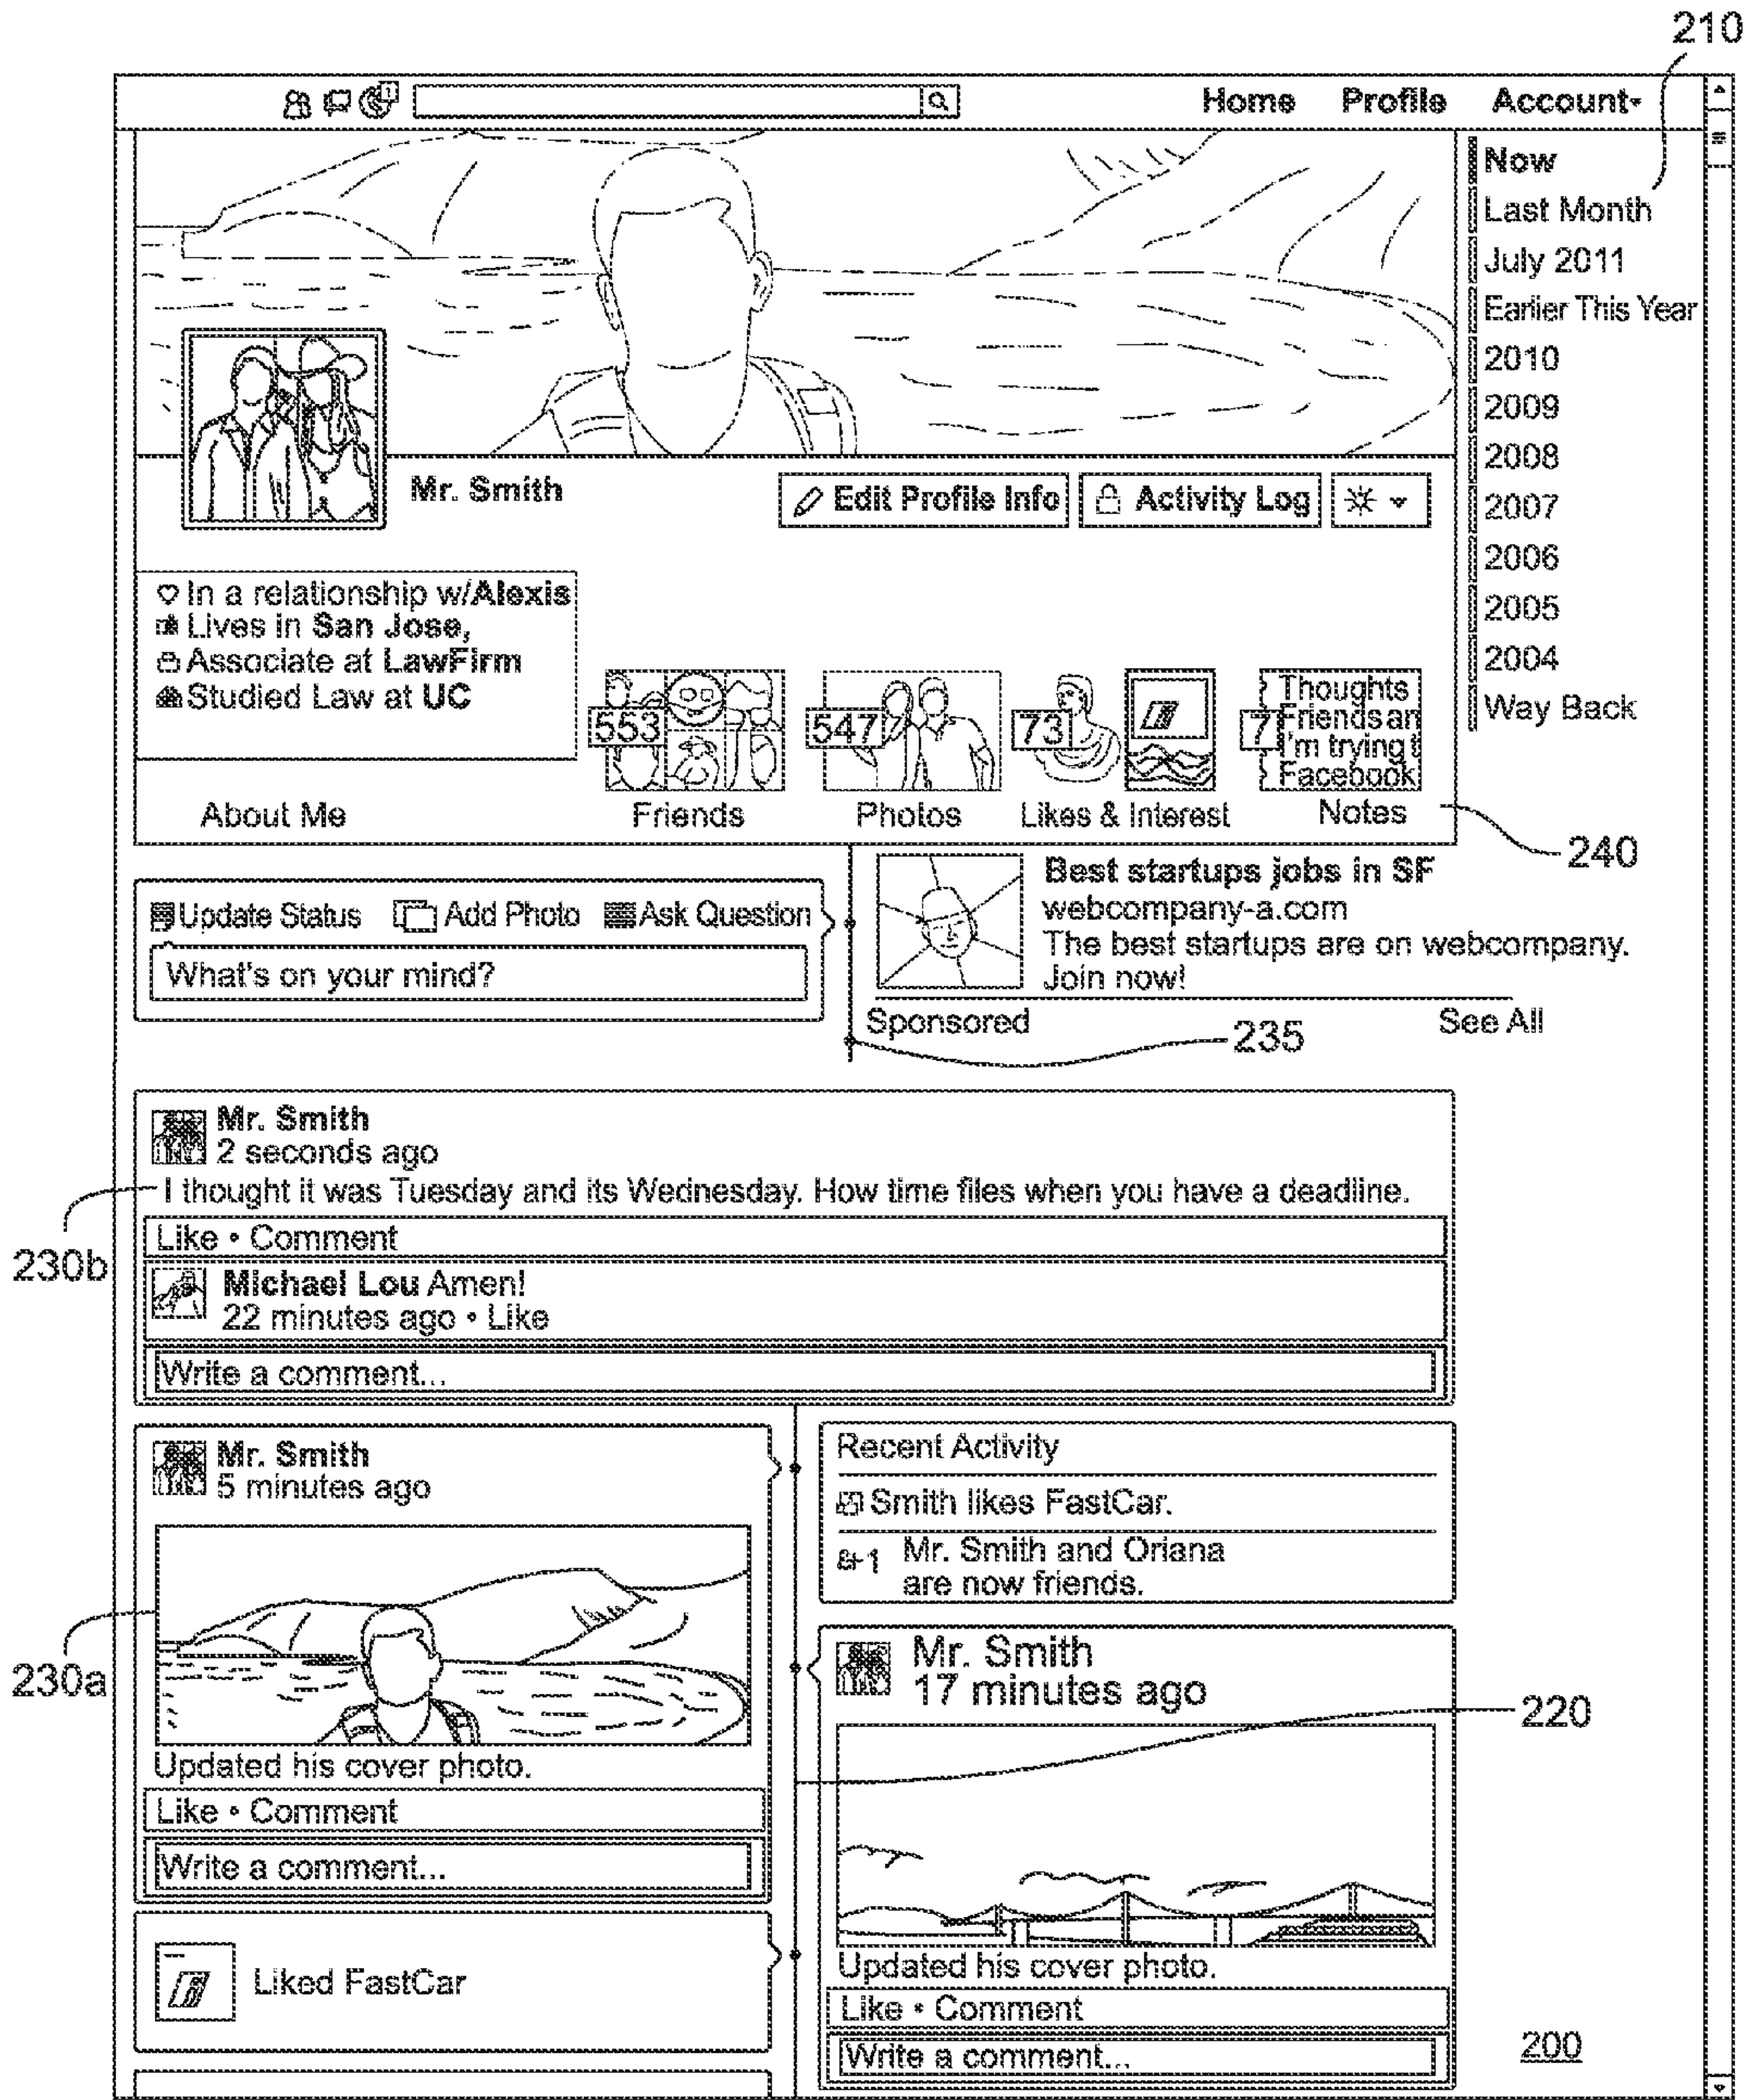 210
1
Home Profile Account
Now
Last Month
July 2011
Earlier This Year
2010
2009
2008
2007
2006
2005
2004
Way Back
Mr. Smith
Edit Profile Info
Activity Log
In a relationship w/Alexis
Lives in San Jose,
Associate at LawFirm
Studied Law at UC
553
547
73
7
Thoughts
Friends an
I'm trying t
Facebook
About Me
Friends
Photos
Likes & Interest
Notes
240
Update Status Add Photo Ask Question
What's on your mind?
Best startups jobs in SF
webcompany-a.com
The best startups are on webcompany.
Join now!
Sponsored See All
235
Mr. Smith
2 seconds ago
I thought it was Tuesday and its Wednesday. How time files when you have a deadline.
230b
Like • Comment
Michael Lou Amen!
22 minutes ago • Like
Write a comment...
Mr. Smith
5 minutes ago
230a
Updated his cover photo.
Like • Comment
Write a comment...
Liked FastCar
Recent Activity
Smith likes FastCar.
+1 Mr. Smith and Oriana
are now friends.
Mr. Smith
17 minutes ago
220
Updated his cover photo.
Like • Comment
Write a comment...
200